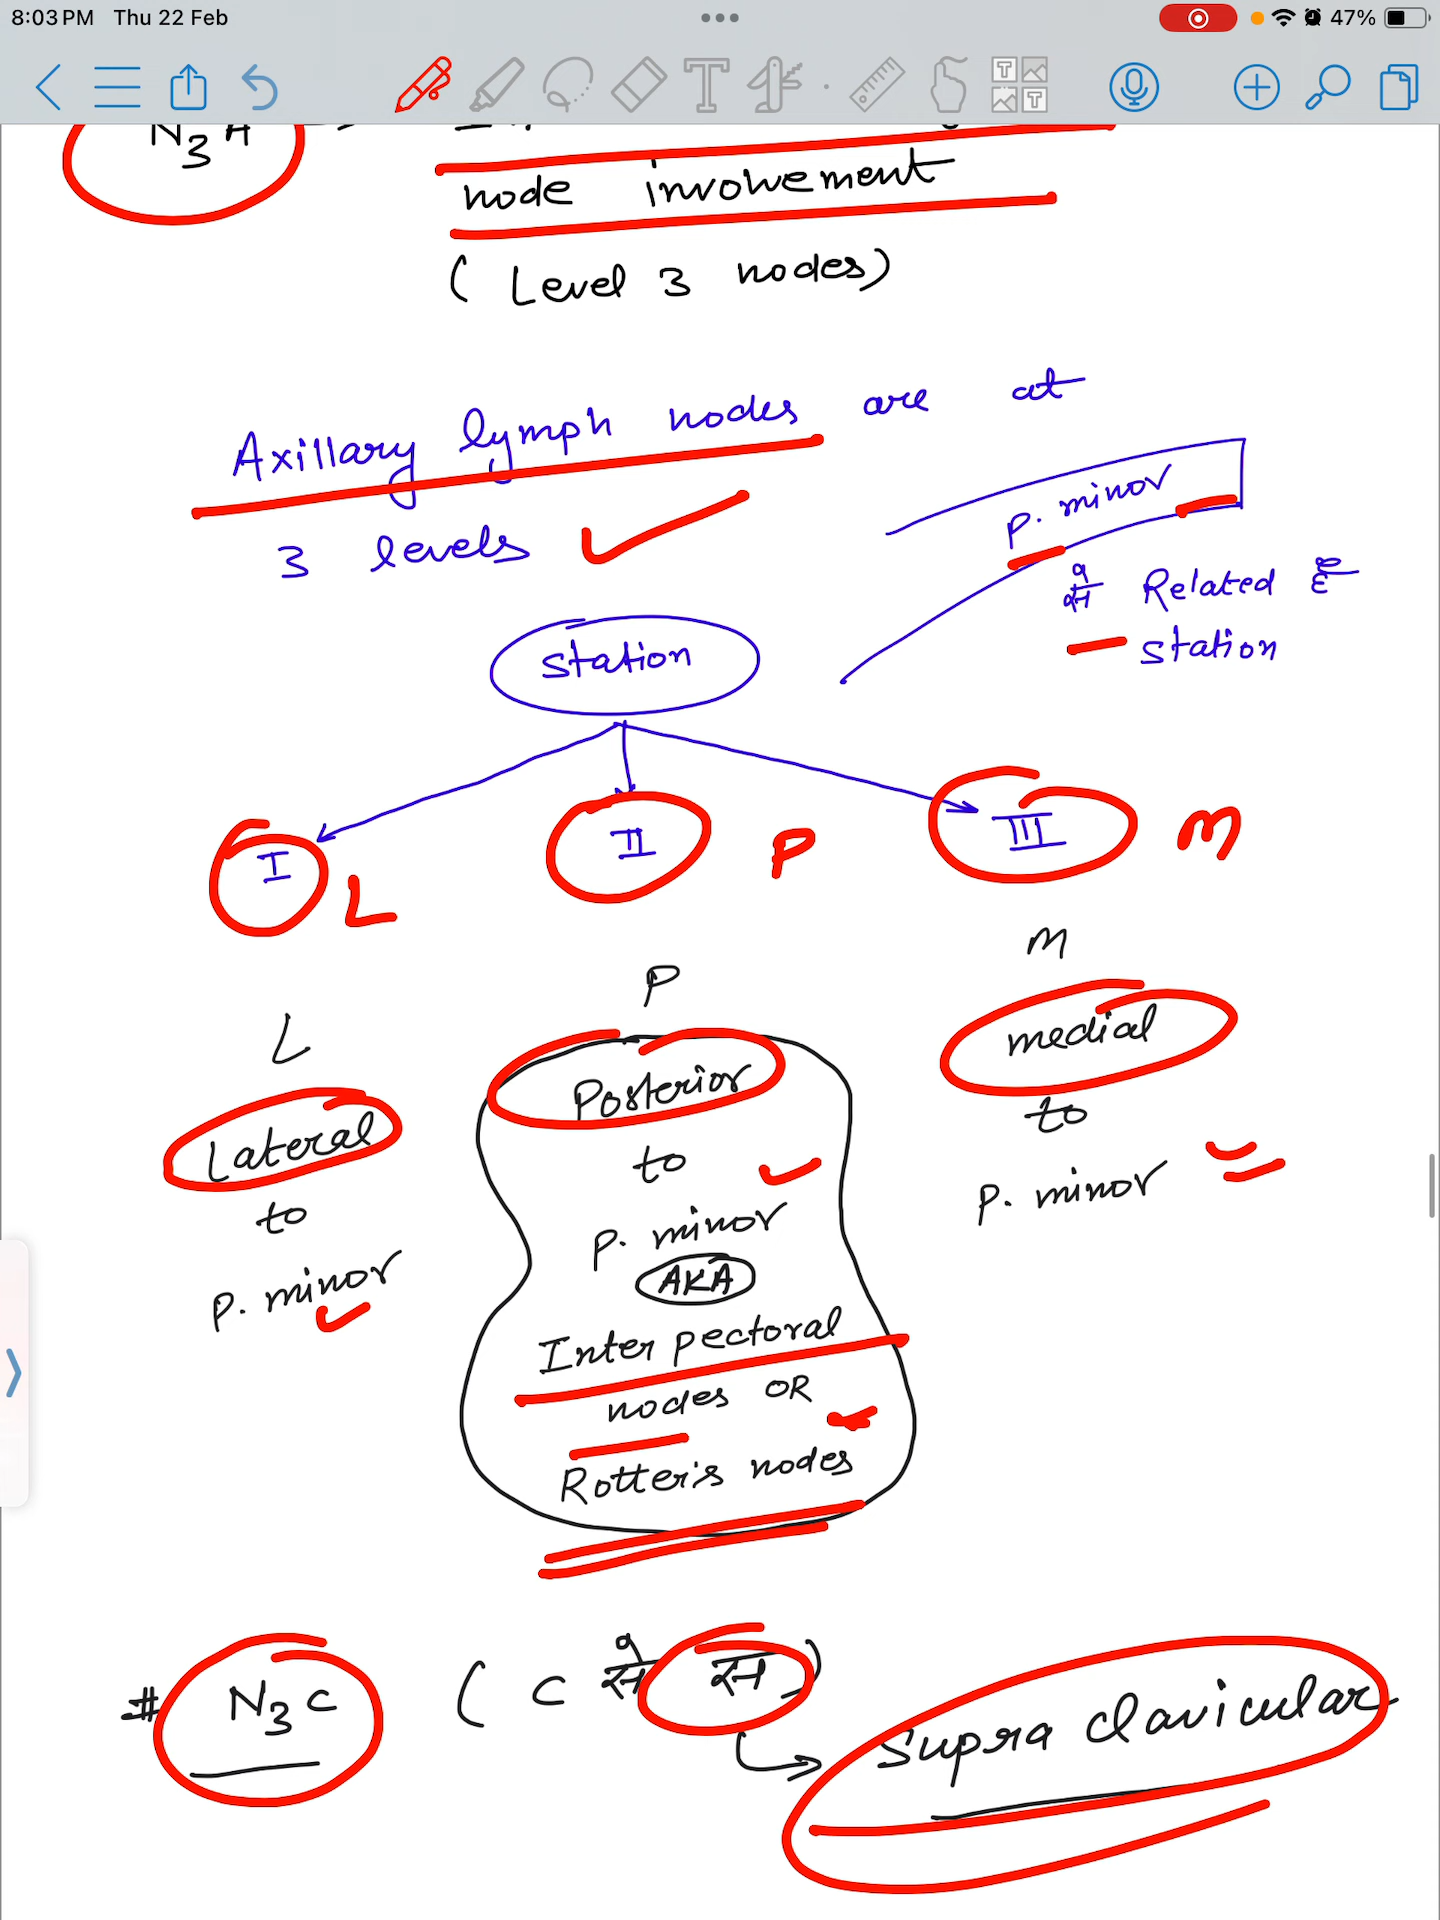 8:03 PM Thu 22 Feb
47%
N3A
node involvement
(Level 3 nodes)
Axillary lymph nodes are at
3 levels
P. minor
से Related
station
station
I
L
II
P
III
M
L
Lateral
to
P. minor
P
Posterior
to
P. minor
AKA
Inter pectoral
nodes OR
Rotter's nodes
M
medial
to
P. minor
# N3C
(C से
Supra clavicular